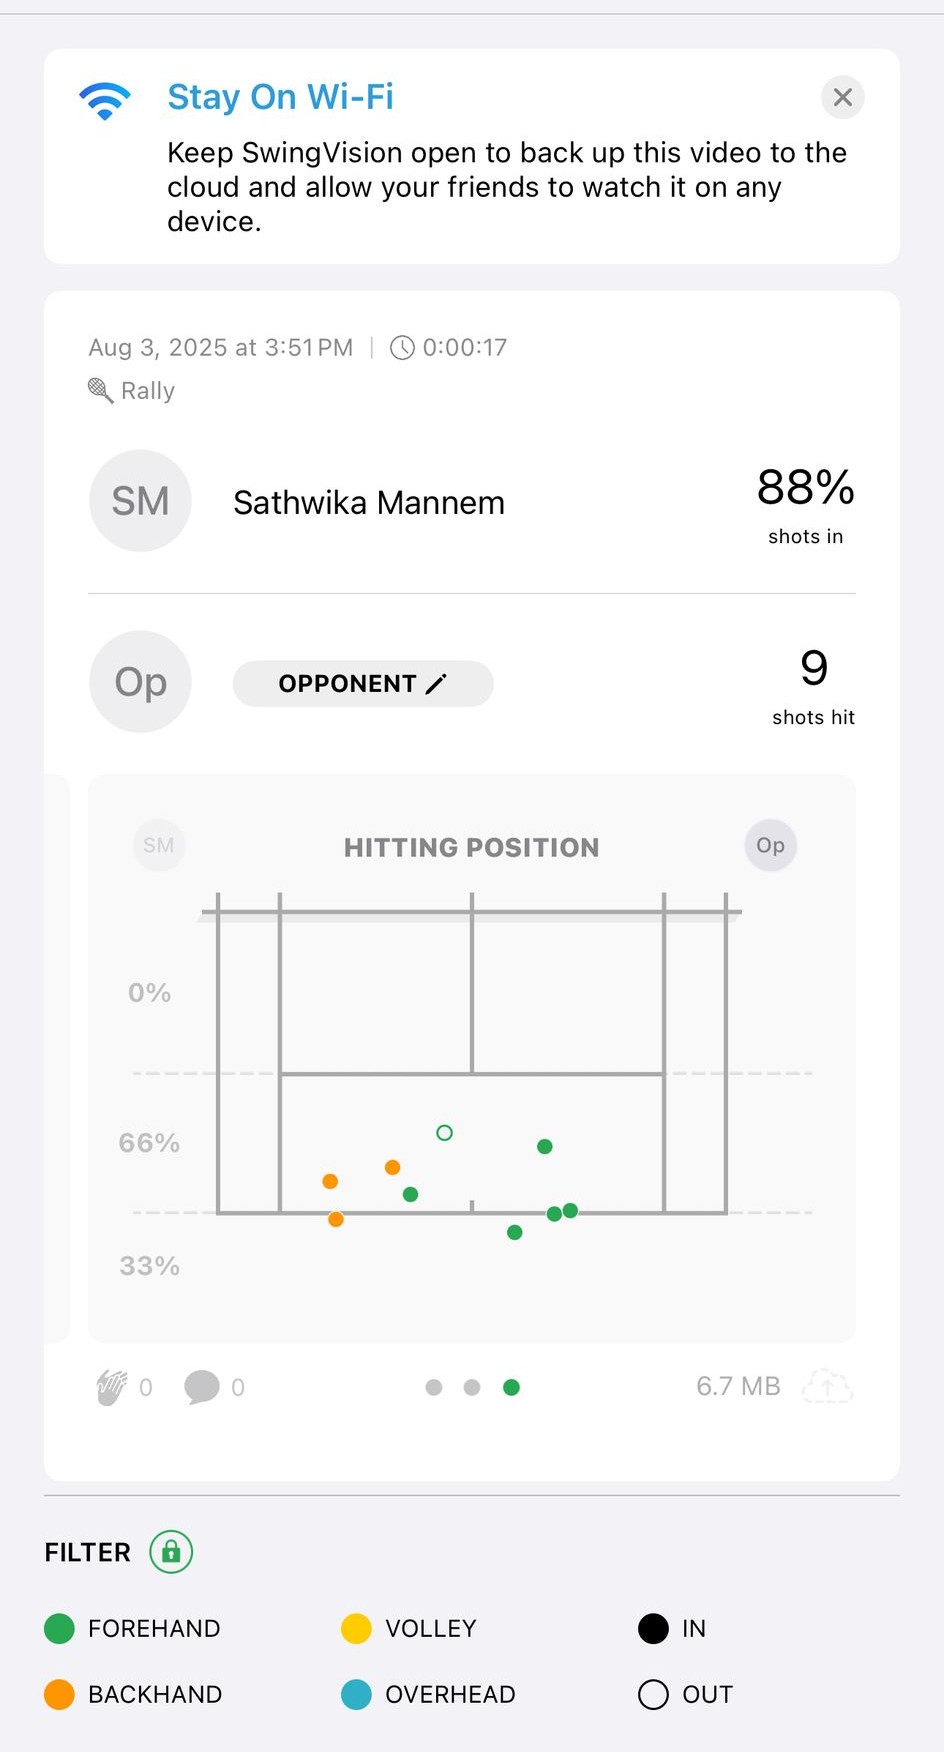 Stay On Wi-Fi
Keep SwingVision open to back up this video to the
cloud and allow your friends to watch it on any
device.
Aug 3, 2025 at 3:51 PM | 0:00:17
Rally
SM
Sathwika Mannem
88%
shots in
Op
OPPONENT
9
shots hit
SM
HITTING POSITION
Op
0%
66%
33%
0
0
6.7 MB
FILTER
FOREHAND
VOLLEY
IN
BACKHAND
OVERHEAD
OUT